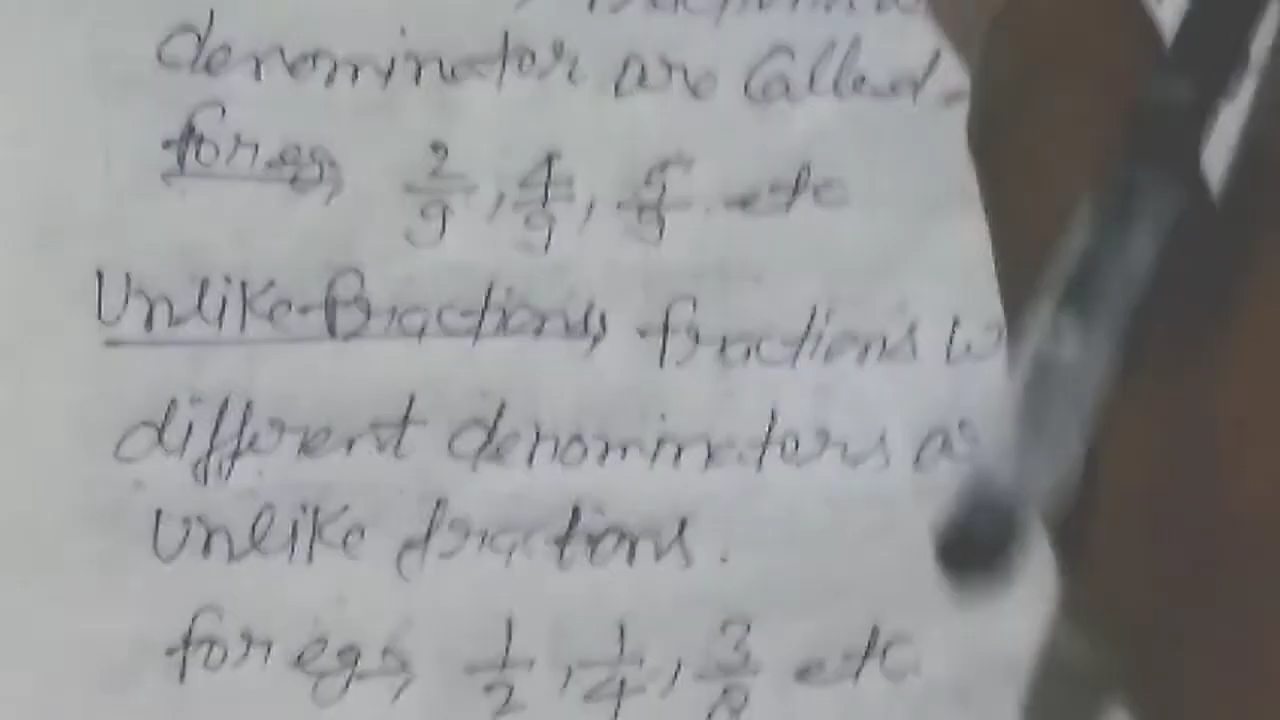 denominator are called
for eg, 2/9, 4/9, 5/9 etc
Unlike fractions, fractions
different denominators
unlike fractions.
for eg, 1/2, 1/4, 3/8 etc